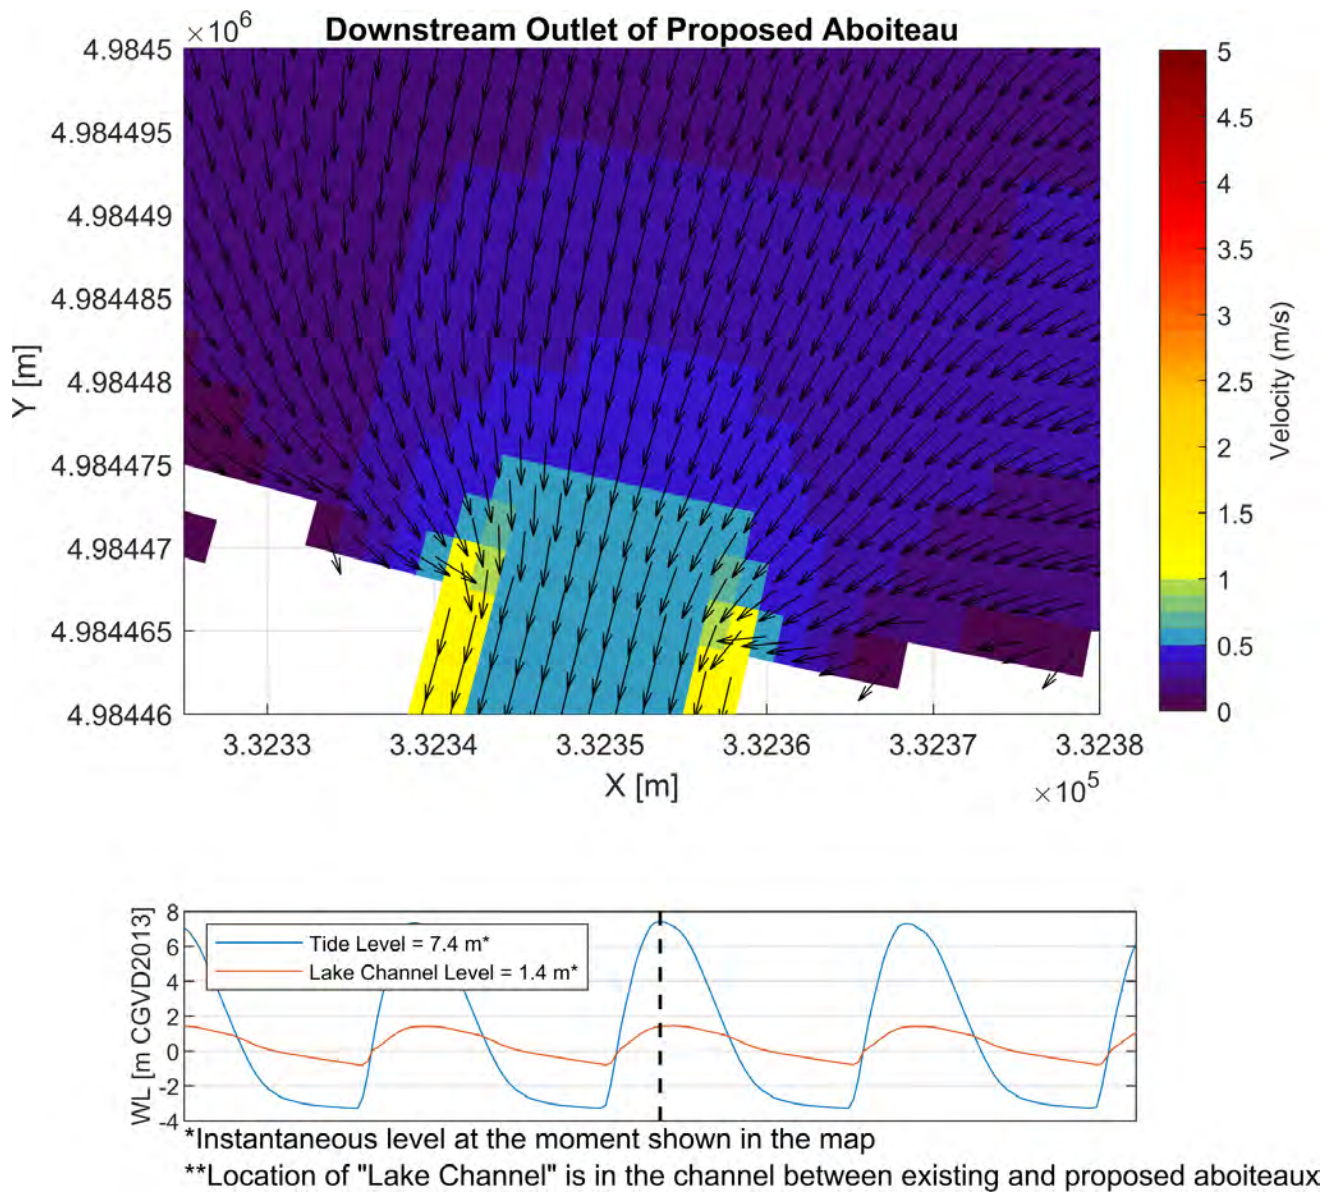 Downstream Outlet of Proposed Aboiteau
×10⁶
4.9845
4.984495
4.98449
4.984485
4.98448
4.984475
4.98447
4.984465
4.98446
Y [m]
3.3233 3.3234 3.3235 3.3236 3.3237 3.3238
X [m]
×10⁵
5
4.5
4
3.5
3
2.5
2
1.5
1
0.5
0
Velocity (m/s)
WL [m CGVD2013]
8
6
4
2
0
-2
-4
Tide Level = 7.4 m*
Lake Channel Level = 1.4 m*
*Instantaneous level at the moment shown in the map
**Location of "Lake Channel" is in the channel between existing and proposed aboiteaux